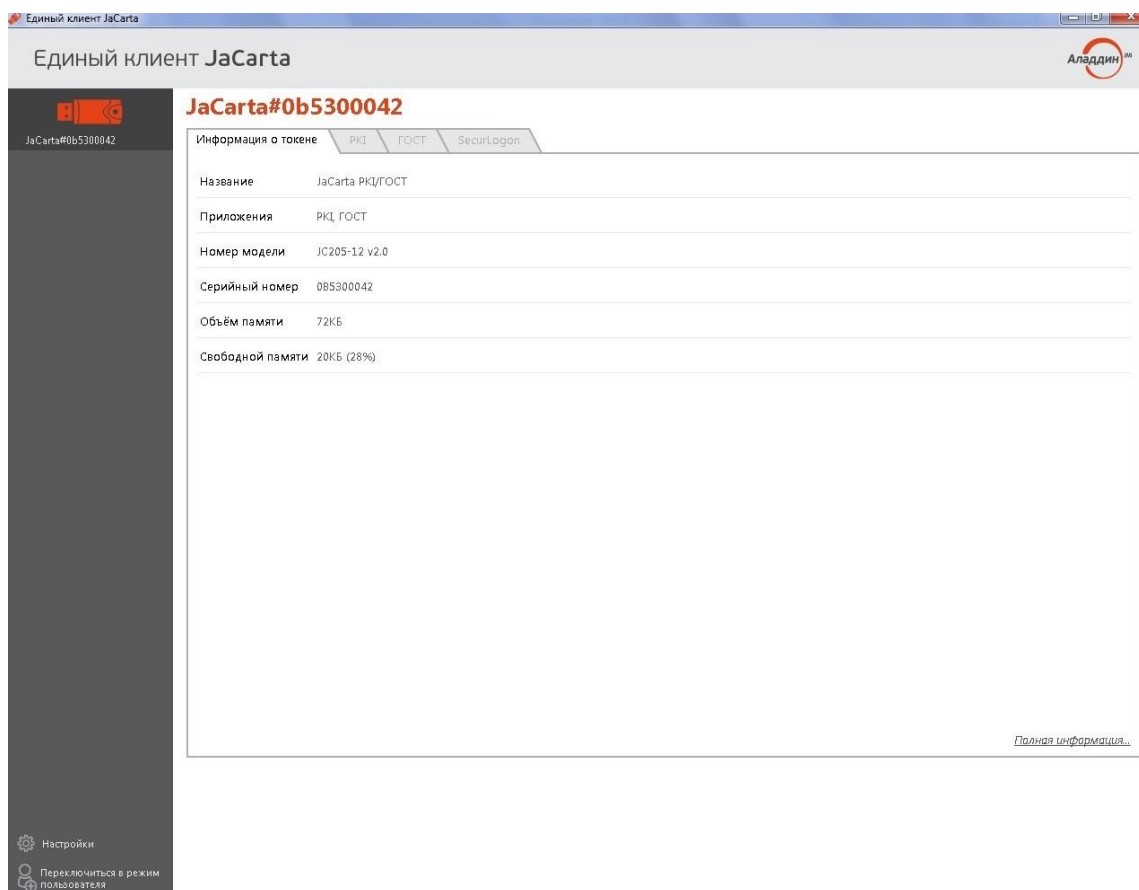 Единый клиент JaCarta
Единый клиент JaCarta
Аладдин
JaCarta#0b5300042
JaCarta#0b5300042
Информация о токене PKI ГОСТ SecurLogon
Название JaCarta PKI/ГОСТ
Приложения PKI, ГОСТ
Номер модели JC205-12 v2.0
Серийный номер 0B5300042
Объём памяти 72КБ
Свободной памяти 20КБ (28%)
Полная информация...
Настройки
Переключиться в режим
пользователя